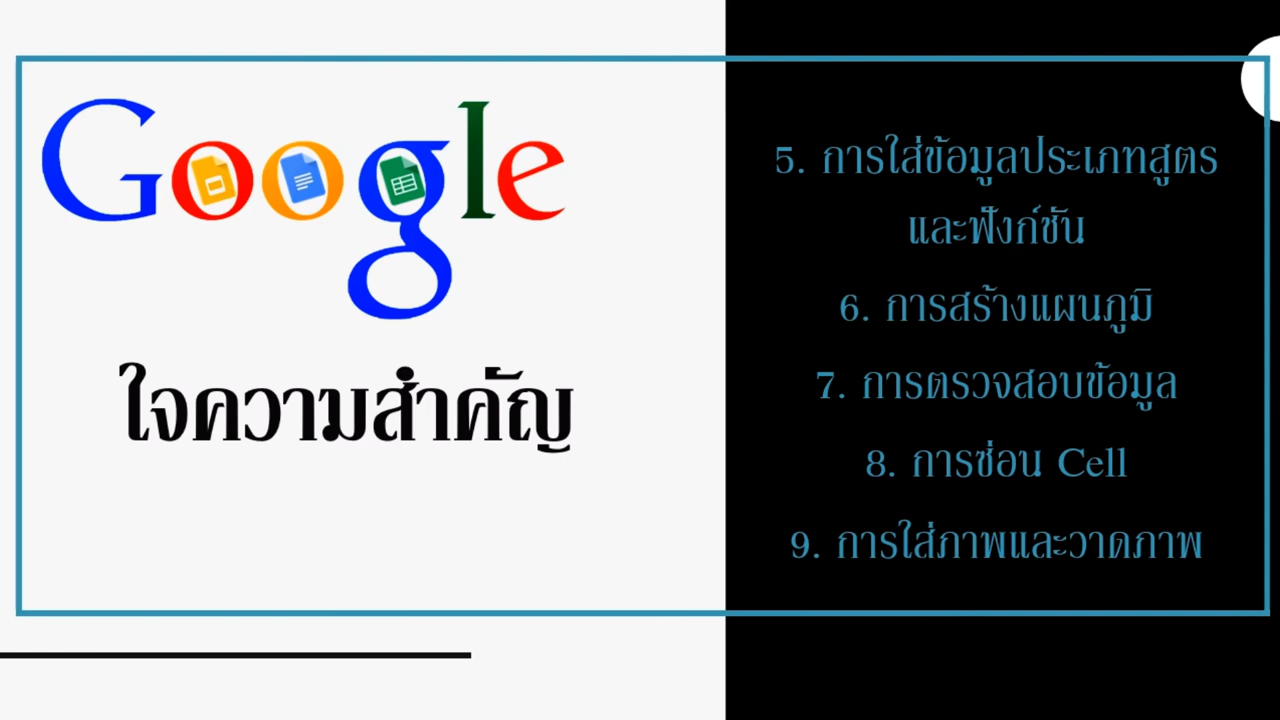 Google
ใจความสำคัญ
5. การใส่ข้อมูลประเภทสูตร
และฟังก์ชัน
6. การสร้างแผนภูมิ
7. การตรวจสอบข้อมูล
8. การซ่อน Cell
9. การใส่ภาพและวาดภาพ